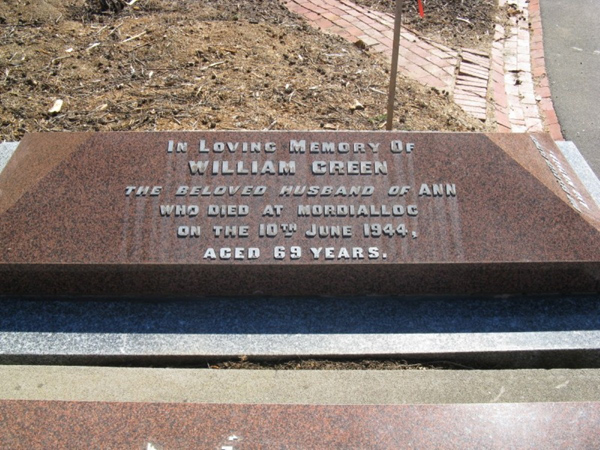 In Loving Memory Of
WILLIAM GREEN
THE BELOVED HUSBAND OF ANN
WHO DIED AT MORDIALLOC
ON THE 10TH JUNE 1944,
AGED 69 YEARS.